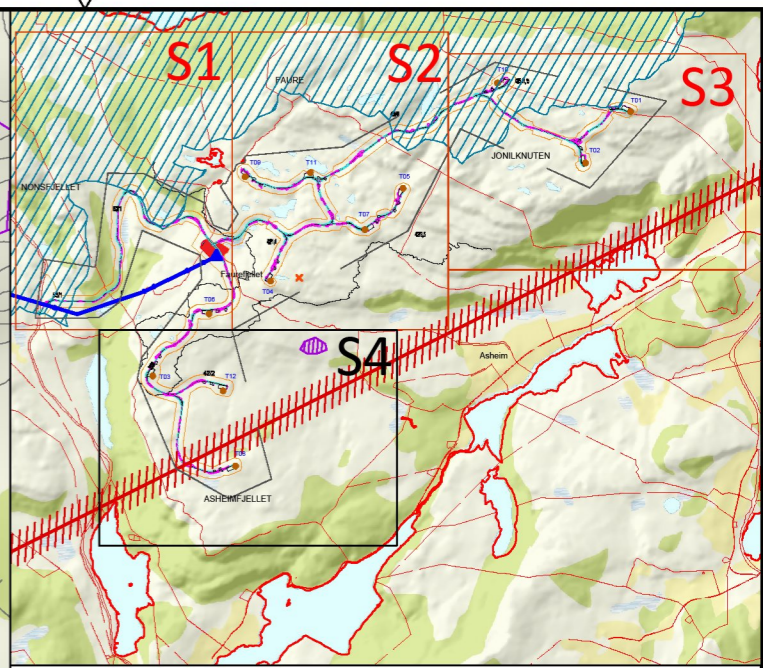 S1
S2
S3
FAURE
T10
T01
T02
JONILKNUTEN
T09
T11
T05
NONSFJELLET
T07
Faurefjellet
T04
T06
S4
Asheim
T03
T12
T08
ASHEIMFJELLET